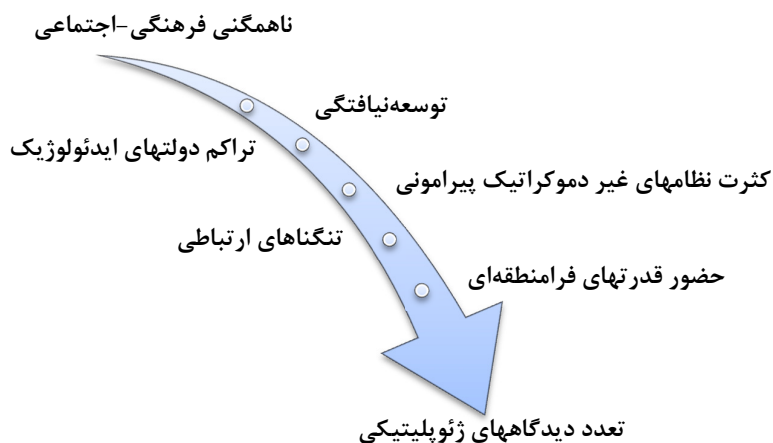 ناهمگنی فرهنگی-اجتماعی
توسعه‌نیافتگی
تراکم دولتهای ایدئولوژیک
کثرت نظامهای غیر دموکراتیک پیرامونی
تنگناهای ارتباطی
حضور قدرتهای فرامنطقه‌ای
تعدد دیدگاههای ژئوپلیتیکی